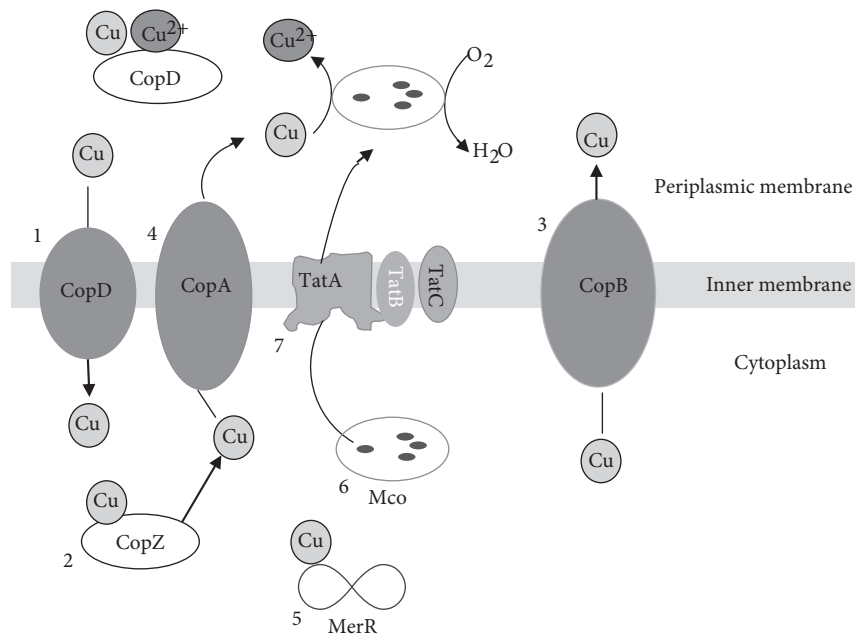 Cu
Cu2+
CopD
Cu2+
O2
Cu
H2O
Cu
Cu
Periplasmic membrane
1
4
3
CopD
CopA
TatA
TatB
TatC
CopB
Inner membrane
7
Cytoplasm
Cu
Cu
Cu
6
Mco
Cu
CopZ
2
Cu
5
MerR